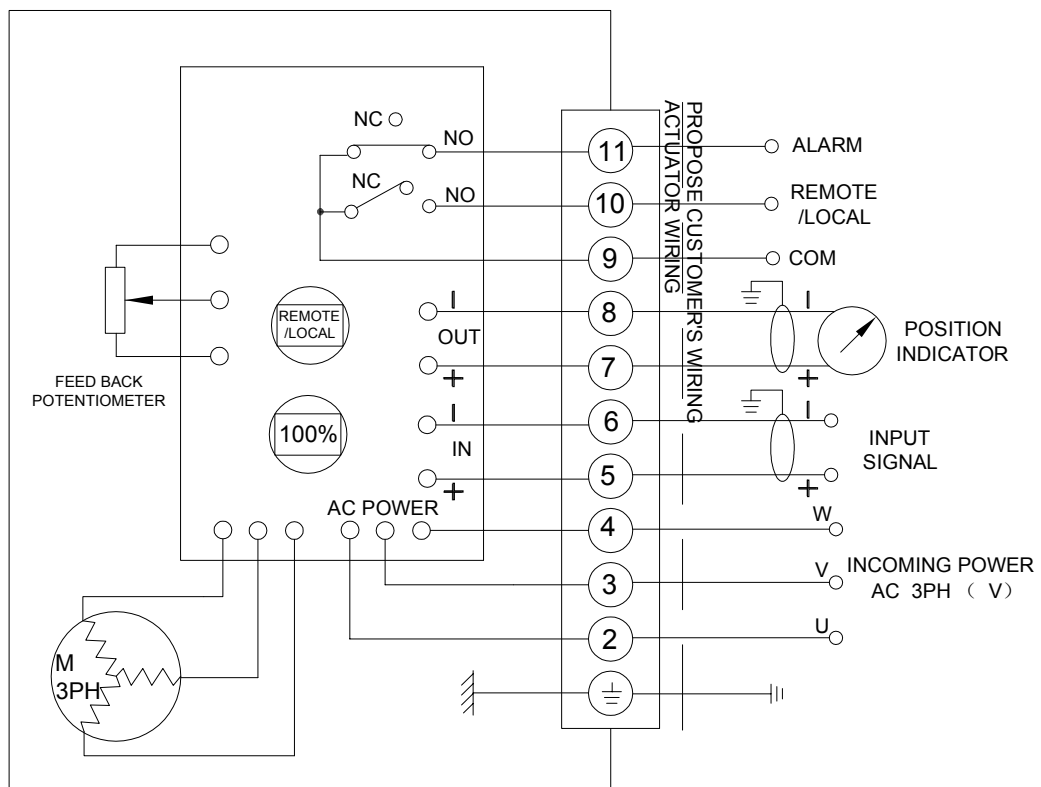 NC
NO
NC
NO
REMOTE
/LOCAL
OUT
+
100%
IN
+
AC POWER
FEED BACK
POTENTIOMETER
M
3PH
11
10
9
8
7
6
5
4
3
2
PROPOSE CUSTOMER'S WIRING
ACTUATOR WIRING
ALARM
REMOTE
/LOCAL
COM
+
POSITION
INDICATOR
+
INPUT
SIGNAL
W
V
U
INCOMING POWER
AC 3PH （ V）